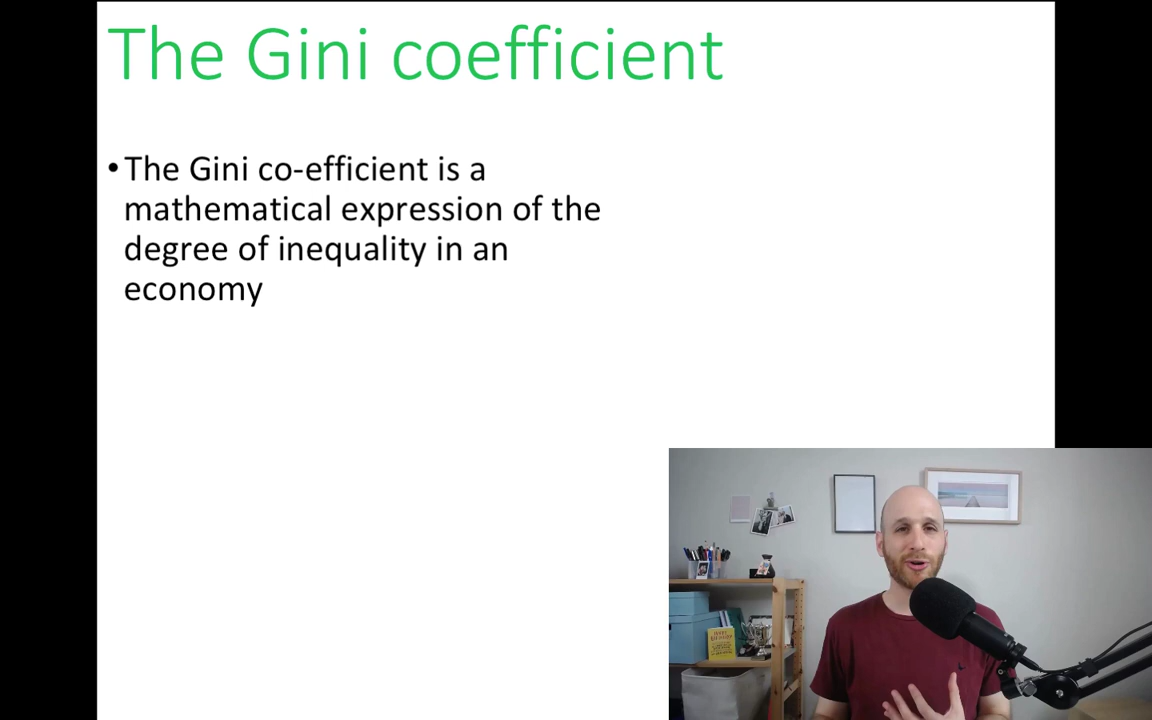 The Gini coefficient
•The Gini co-efficient is a
mathematical expression of the
degree of inequality in an
economy